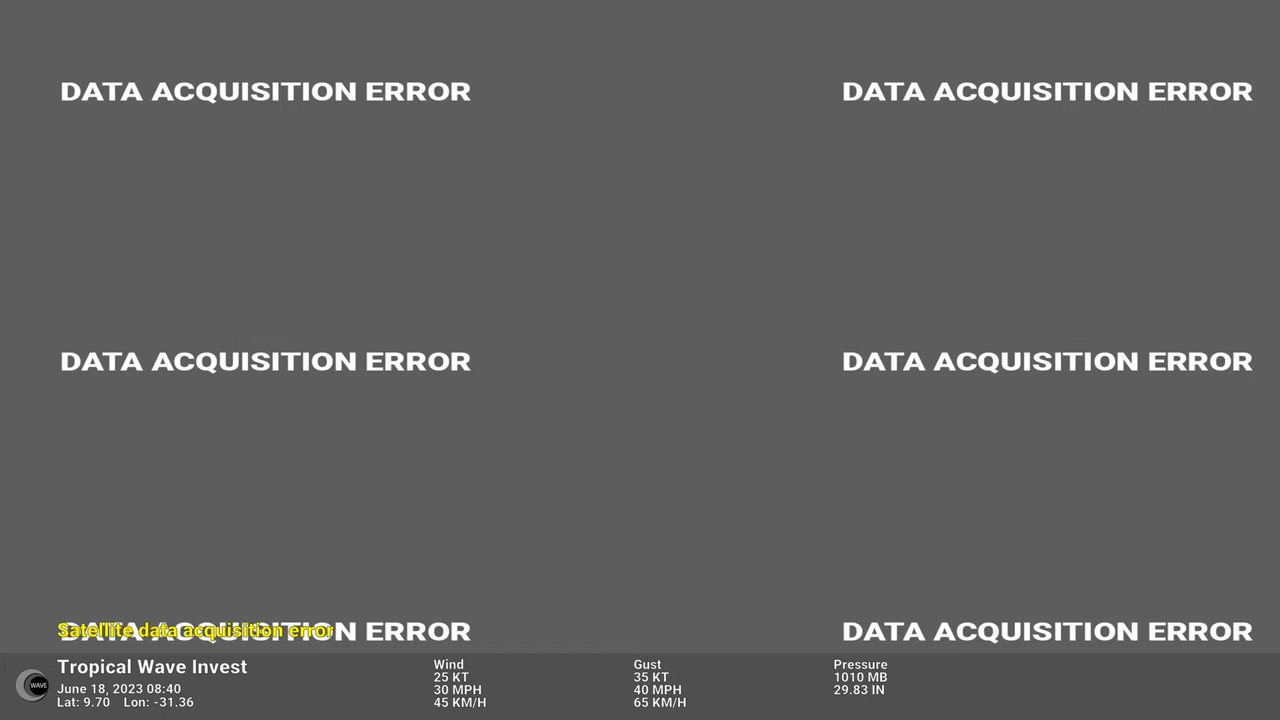 DATA ACQUISITION ERROR DATA ACQUISITION ERROR
DATA ACQUISITION ERROR DATA ACQUISITION ERROR
DATA ACQUISITION ERROR DATA ACQUISITION ERROR
Satellite data acquisition error
Tropical Wave Invest
June 18, 2023 08:40
Lat: 9.70 Lon: -31.36
WAVE
Wind
25 KT
30 MPH
45 KM/H
Gust
35 KT
40 MPH
65 KM/H
Pressure
1010 MB
29.83 IN